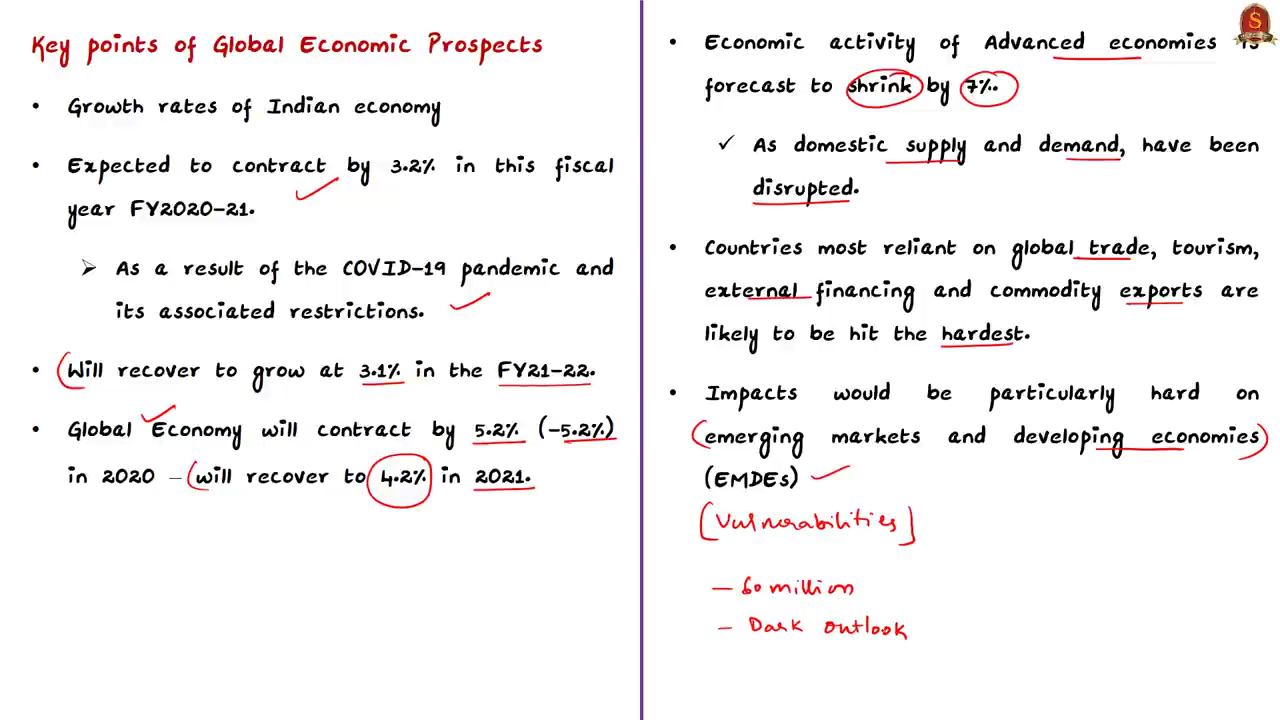 Key points of Global Economic Prospects
• Growth rates of Indian economy
• Expected to contract by 3.2% in this fiscal
year FY2020-21.
➢ As a result of the COVID-19 pandemic and
its associated restrictions.
• Will recover to grow at 3.1% in the FY21-22.
• Global Economy will contract by 5.2% (-5.2%)
in 2020 – will recover to 4.2% in 2021.
• Economic activity of Advanced economies is
forecast to shrink by 7%.
✓ As domestic supply and demand, have been
disrupted.
• Countries most reliant on global trade, tourism,
external financing and commodity exports are
likely to be hit the hardest.
• Impacts would be particularly hard on
emerging markets and developing economies
(EMDEs)
[Vulnerabilities]
– 60 million
– Dark outlook
S